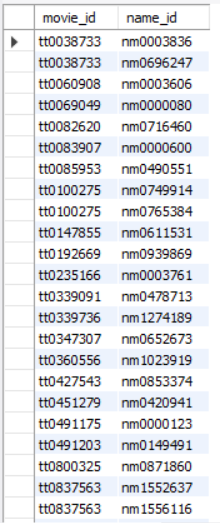 movie_id name_id
tt0038733 nm0003836
tt0038733 nm0696247
tt0060908 nm0003606
tt0069049 nm0000080
tt0082620 nm0716460
tt0083907 nm0000600
tt0085953 nm0490551
tt0100275 nm0749914
tt0100275 nm0765384
tt0147855 nm0611531
tt0192669 nm0939869
tt0235166 nm0003761
tt0339091 nm0478713
tt0339736 nm1274189
tt0347307 nm0652673
tt0360556 nm1023919
tt0427543 nm0853374
tt0451279 nm0420941
tt0491175 nm0000123
tt0491203 nm0149491
tt0800325 nm0871860
tt0837563 nm1552637
tt0837563 nm1556116